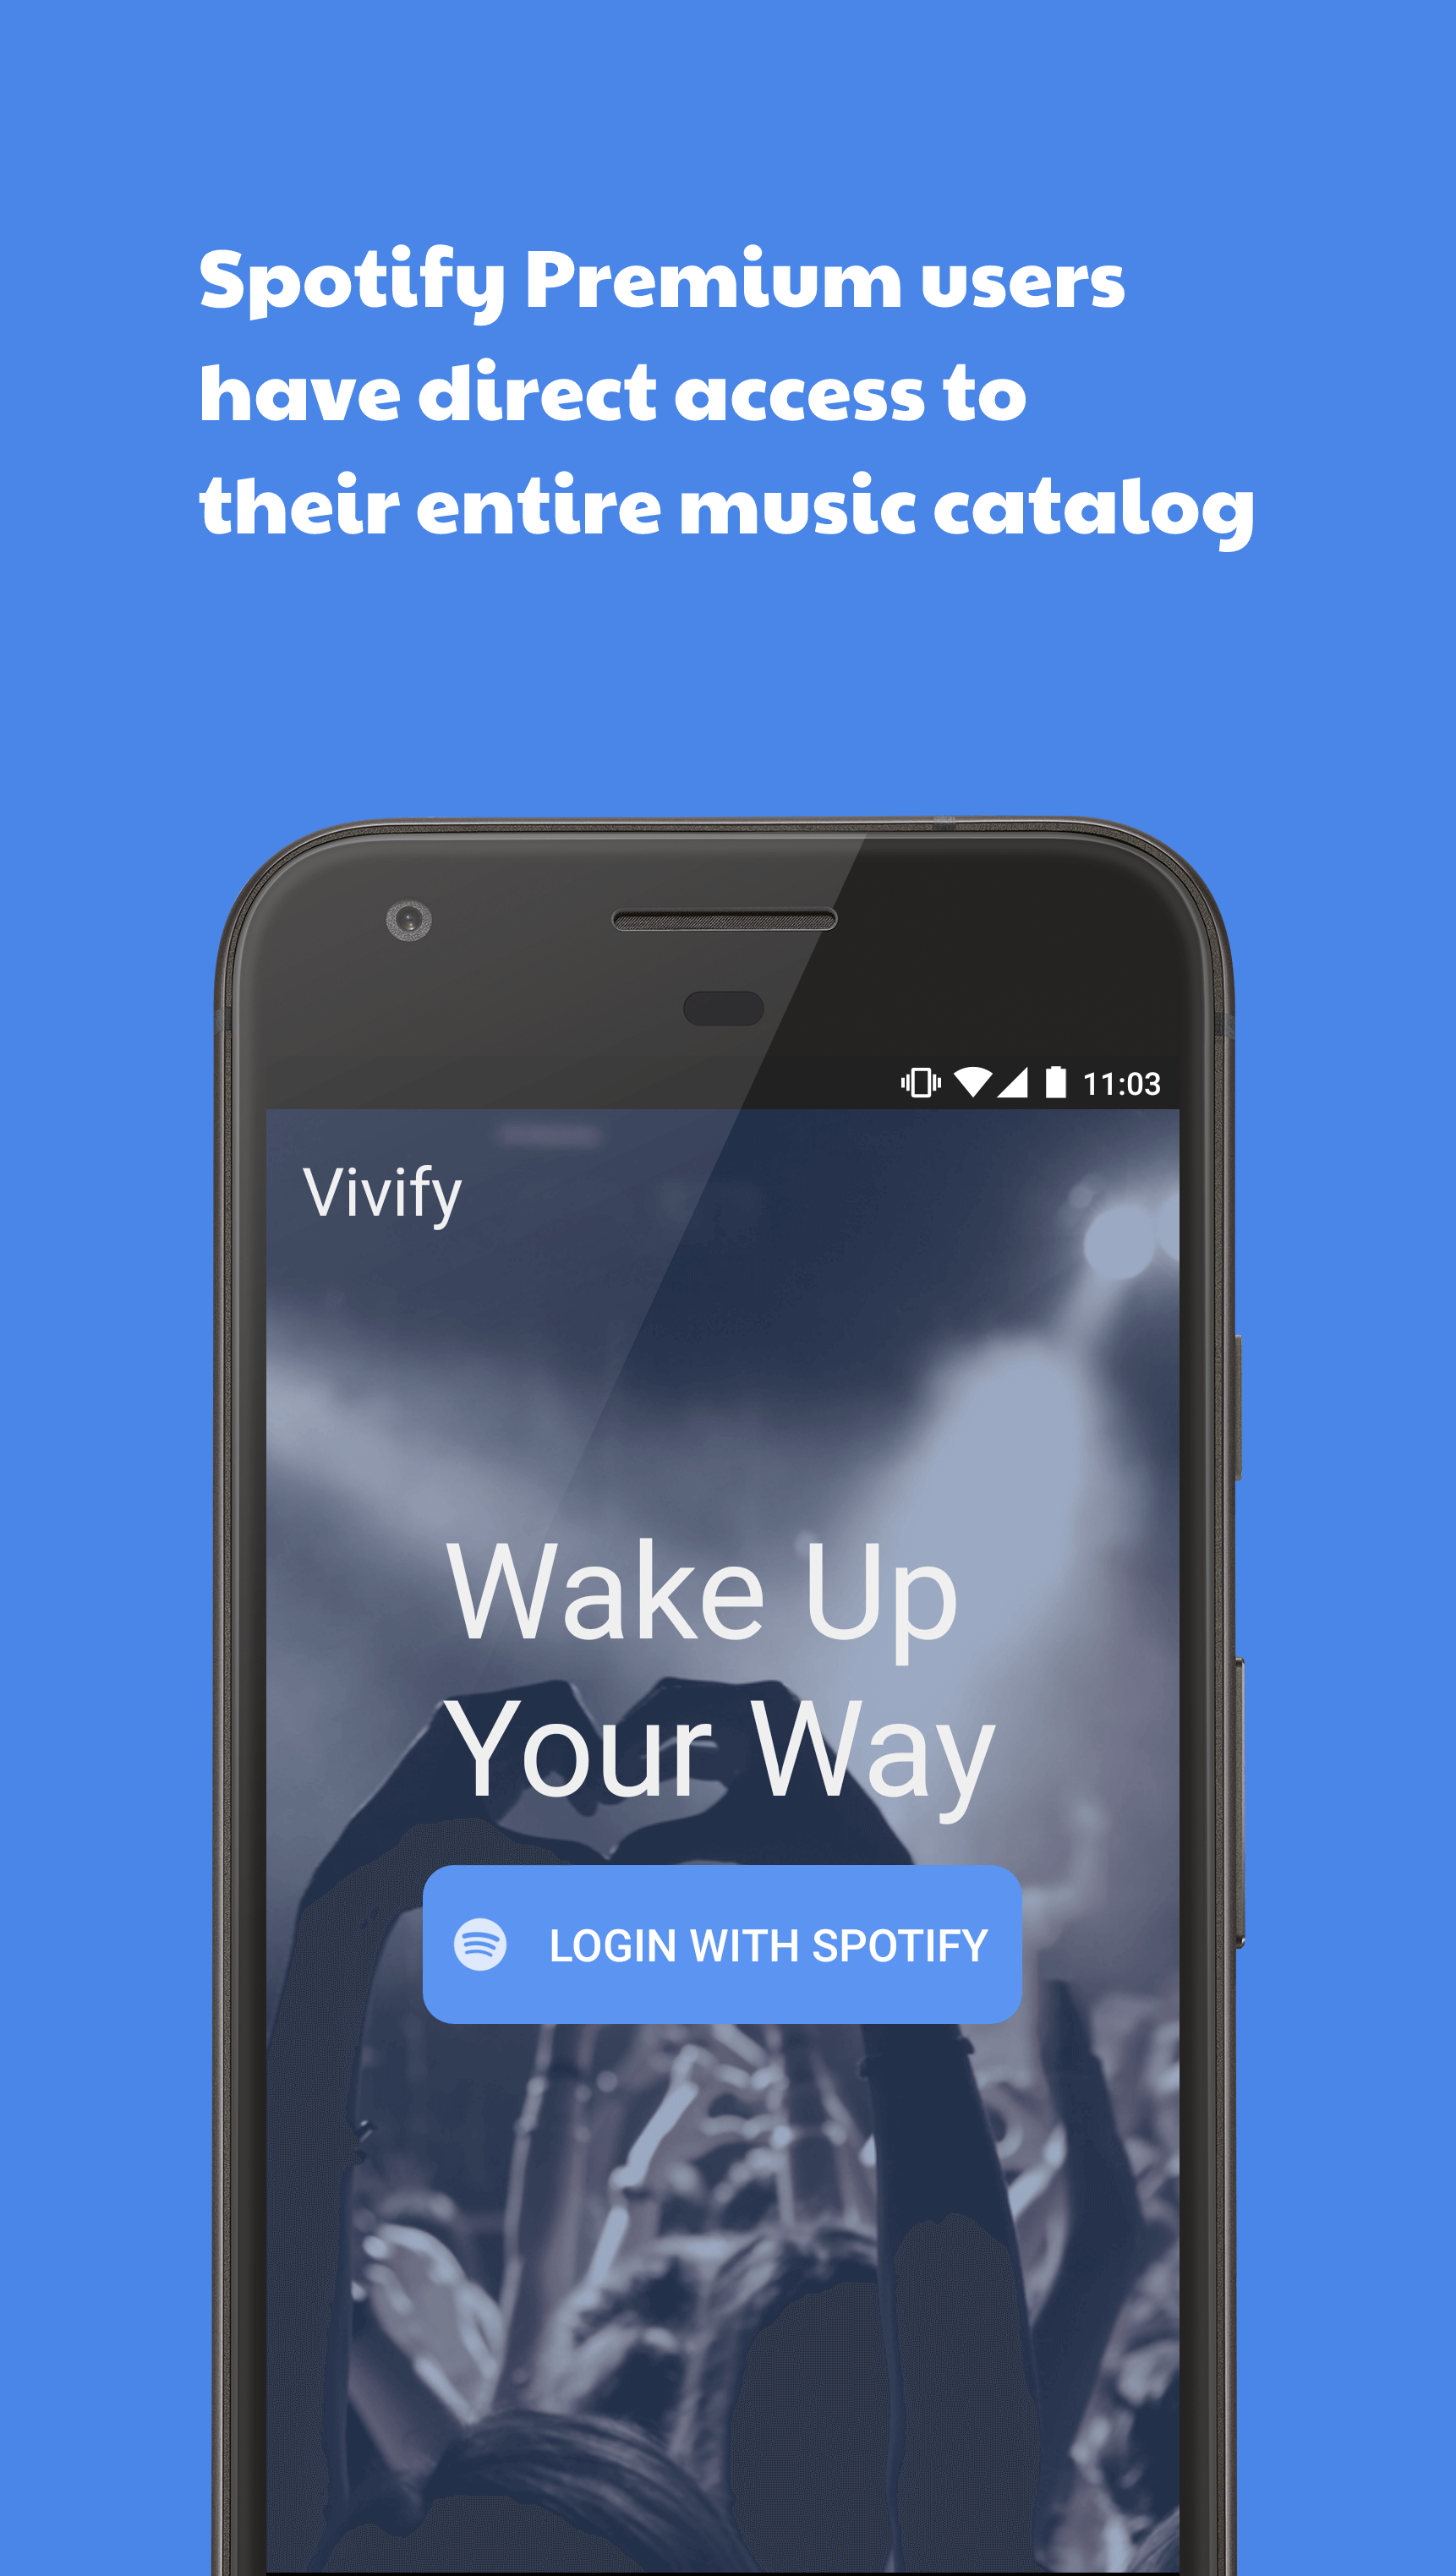 Spotify Premium users
have direct access to
their entire music catalog
11:03
Vivify
Wake Up
Your Way
LOGIN WITH SPOTIFY